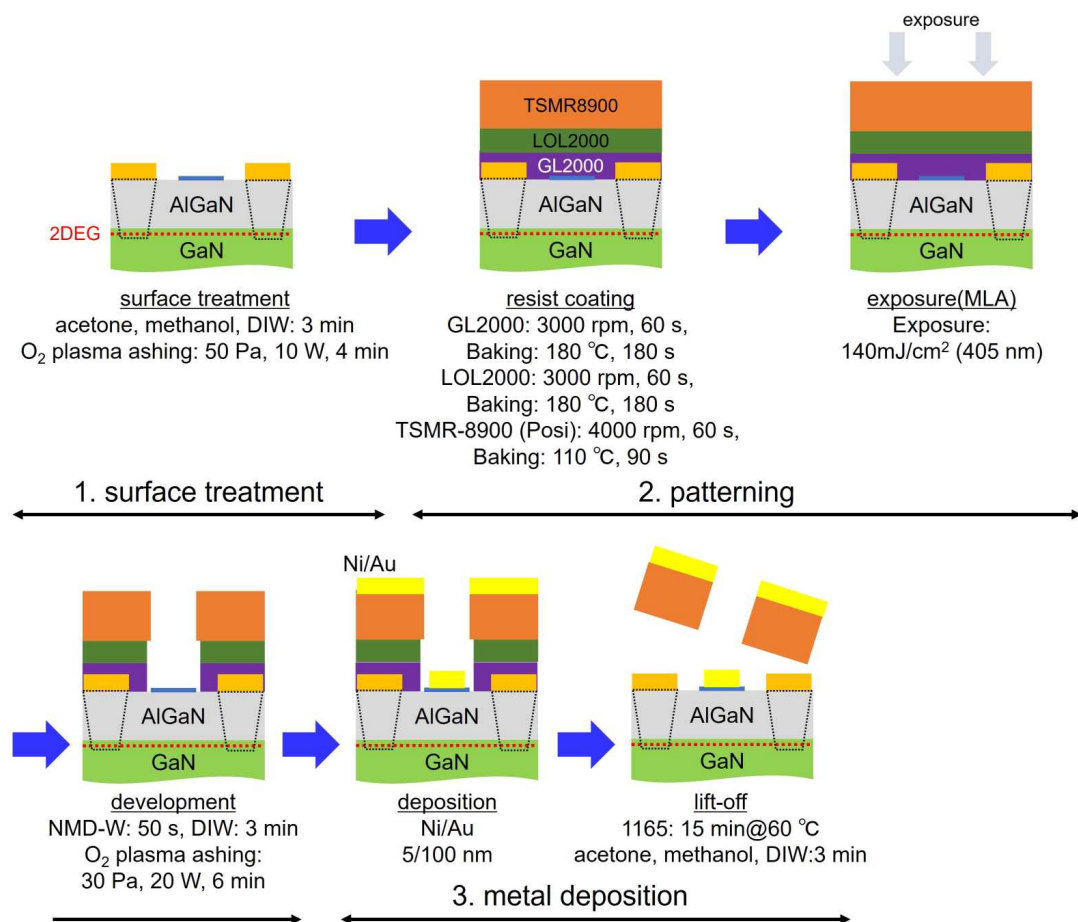 exposure
TSMR8900
LOL2000
GL2000
AlGaN
2DEG
GaN
surface treatment
acetone, methanol, DIW: 3 min
O₂ plasma ashing: 50 Pa, 10 W, 4 min
AlGaN
GaN
resist coating
GL2000: 3000 rpm, 60 s,
Baking: 180 ℃, 180 s
LOL2000: 3000 rpm, 60 s,
Baking: 180 ℃, 180 s
TSMR-8900 (Posi): 4000 rpm, 60 s,
Baking: 110 ℃, 90 s
AlGaN
GaN
exposure(MLA)
Exposure:
140mJ/cm² (405 nm)
1. surface treatment
2. patterning
AlGaN
GaN
development
NMD-W: 50 s, DIW: 3 min
O₂ plasma ashing:
30 Pa, 20 W, 6 min
Ni/Au
AlGaN
GaN
deposition
Ni/Au
5/100 nm
AlGaN
GaN
lift-off
1165: 15 min@60 ℃
acetone, methanol, DIW:3 min
3. metal deposition